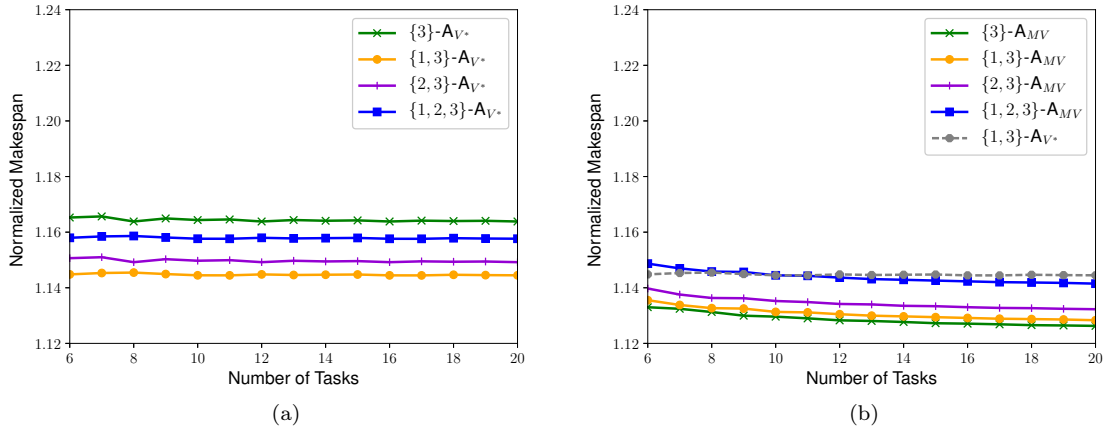 1.24
1.22
1.20
1.18
1.16
1.14
1.12
Normalized Makespan
6 8 10 12 14 16 18 20
Number of Tasks
{3}-A_{V*}
{1, 3}-A_{V*}
{2, 3}-A_{V*}
{1, 2, 3}-A_{V*}
(a)
1.24
1.22
1.20
1.18
1.16
1.14
1.12
Normalized Makespan
6 8 10 12 14 16 18 20
Number of Tasks
{3}-A_{MV}
{1, 3}-A_{MV}
{2, 3}-A_{MV}
{1, 2, 3}-A_{MV}
{1, 3}-A_{V*}
(b)